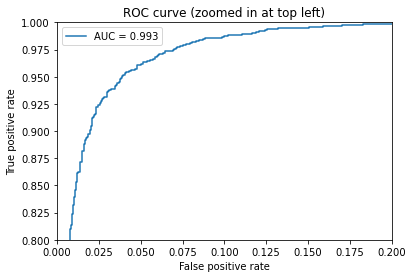 ROC curve (zoomed in at top left)
AUC = 0.993
1.000
0.975
0.950
0.925
0.900
0.875
0.850
0.825
0.800
True positive rate
0.000 0.025 0.050 0.075 0.100 0.125 0.150 0.175 0.200
False positive rate